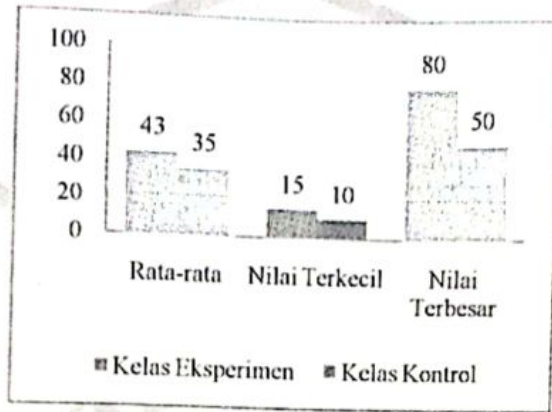 100
80
60
40
20
0
43
35
15
10
80
50
Rata-rata
Nilai Terkecil
Nilai
Terbesar
Kelas Eksperimen
Kelas Kontrol